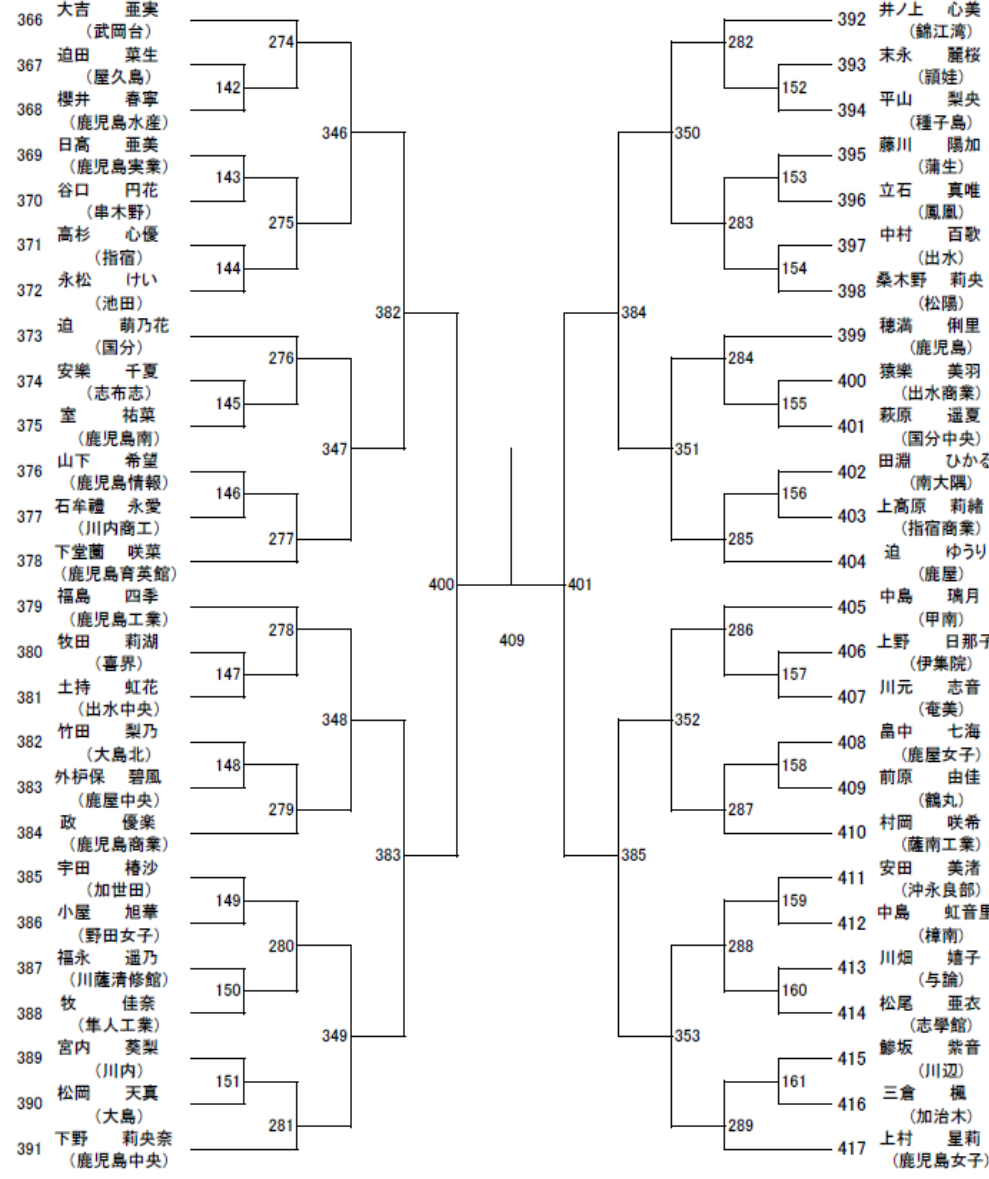 366 大吉 亜実
(武岡台)
367 迫田 菜生
(屋久島)
368 櫻井 春寧
(鹿児島水産)
369 日高 亜美
(鹿児島実業)
370 谷口 円花
(串木野)
371 高杉 心優
(指宿)
372 永松 けい
(池田)
373 迫 萌乃花
(国分)
374 安樂 千夏
(志布志)
375 室 祐菜
(鹿児島南)
376 山下 希望
(鹿児島情報)
377 石牟禮 永愛
(川内商工)
378 下堂薗 咲菜
(鹿児島育英館)
379 福島 四季
(鹿児島工業)
380 牧田 莉湖
(喜界)
381 土持 虹花
(出水中央)
382 竹田 梨乃
(大島北)
383 外枦保 碧風
(鹿屋中央)
384 政 優楽
(鹿児島商業)
385 宇田 椿沙
(加世田)
386 小屋 旭華
(野田女子)
387 福永 遥乃
(川薩清修館)
388 牧 佳奈
(隼人工業)
389 宮内 葵梨
(川内)
390 松岡 天真
(大島)
391 下野 莉央奈
(鹿児島中央)
142
143
144
145
146
147
148
149
150
151
274
275
276
277
278
279
280
281
346
347
348
349
382
383
400
409
401
384
385
350
351
352
353
282
283
284
285
286
287
288
289
152
153
154
155
156
157
158
159
160
161
392 井ノ上 心美
(錦江湾)
393 末永 麗桜
(頴娃)
394 平山 梨央
(種子島)
395 藤川 陽加
(蒲生)
396 立石 真唯
(鳳凰)
397 中村 百歌
(出水)
398 桑木野 莉央
(松陽)
399 穂満 俐里
(鹿児島)
400 猿樂 美羽
(出水商業)
401 萩原 遥夏
(国分中央)
402 田淵 ひかる
(南大隅)
403 上高原 莉緒
(指宿商業)
404 迫 ゆうり
(鹿屋)
405 中島 璃月
(甲南)
406 上野 日那子
(伊集院)
407 川元 志音
(奄美)
408 畠中 七海
(鹿屋女子)
409 前原 由佳
(鶴丸)
410 村岡 咲希
(薩南工業)
411 安田 美渚
(沖永良部)
412 中島 虹音里
(樟南)
413 川畑 嬉子
(与論)
414 松尾 亜衣
(志學館)
415 鯵坂 紫音
(川辺)
416 三倉 楓
(加治木)
417 上村 星莉
(鹿児島女子)